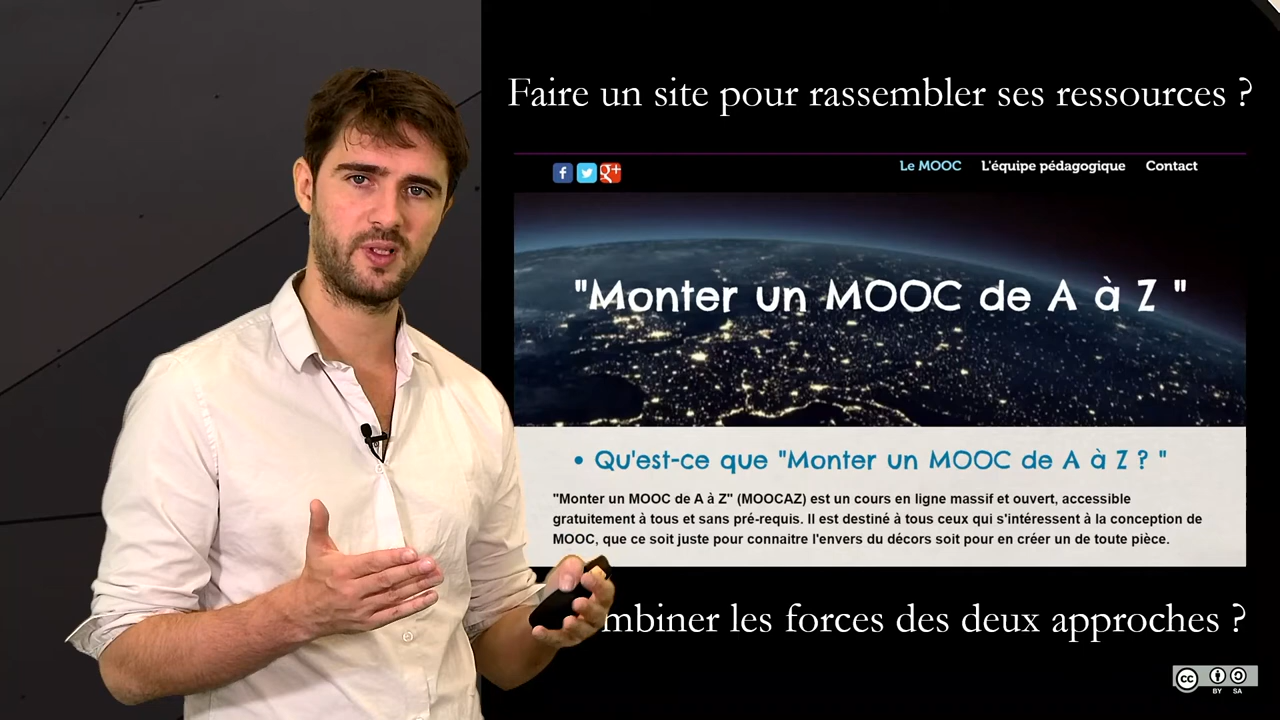 Faire un site pour rassembler ses ressources ?
f g+
Le MOOC L'équipe pédagogique Contact
"Monter un MOOC de A à Z "
• Qu'est-ce que "Monter un MOOC de A à Z ? "
"Monter un MOOC de A à Z" (MOOCAZ) est un cours en ligne massif et ouvert, accessible
gratuitement à tous et sans pré-requis. Il est destiné à tous ceux qui s'intéressent à la conception de
MOOC, que ce soit juste pour connaitre l'envers du décors soit pour en créer un de toute pièce.
les forces des deux approches ?
cc
BY SA